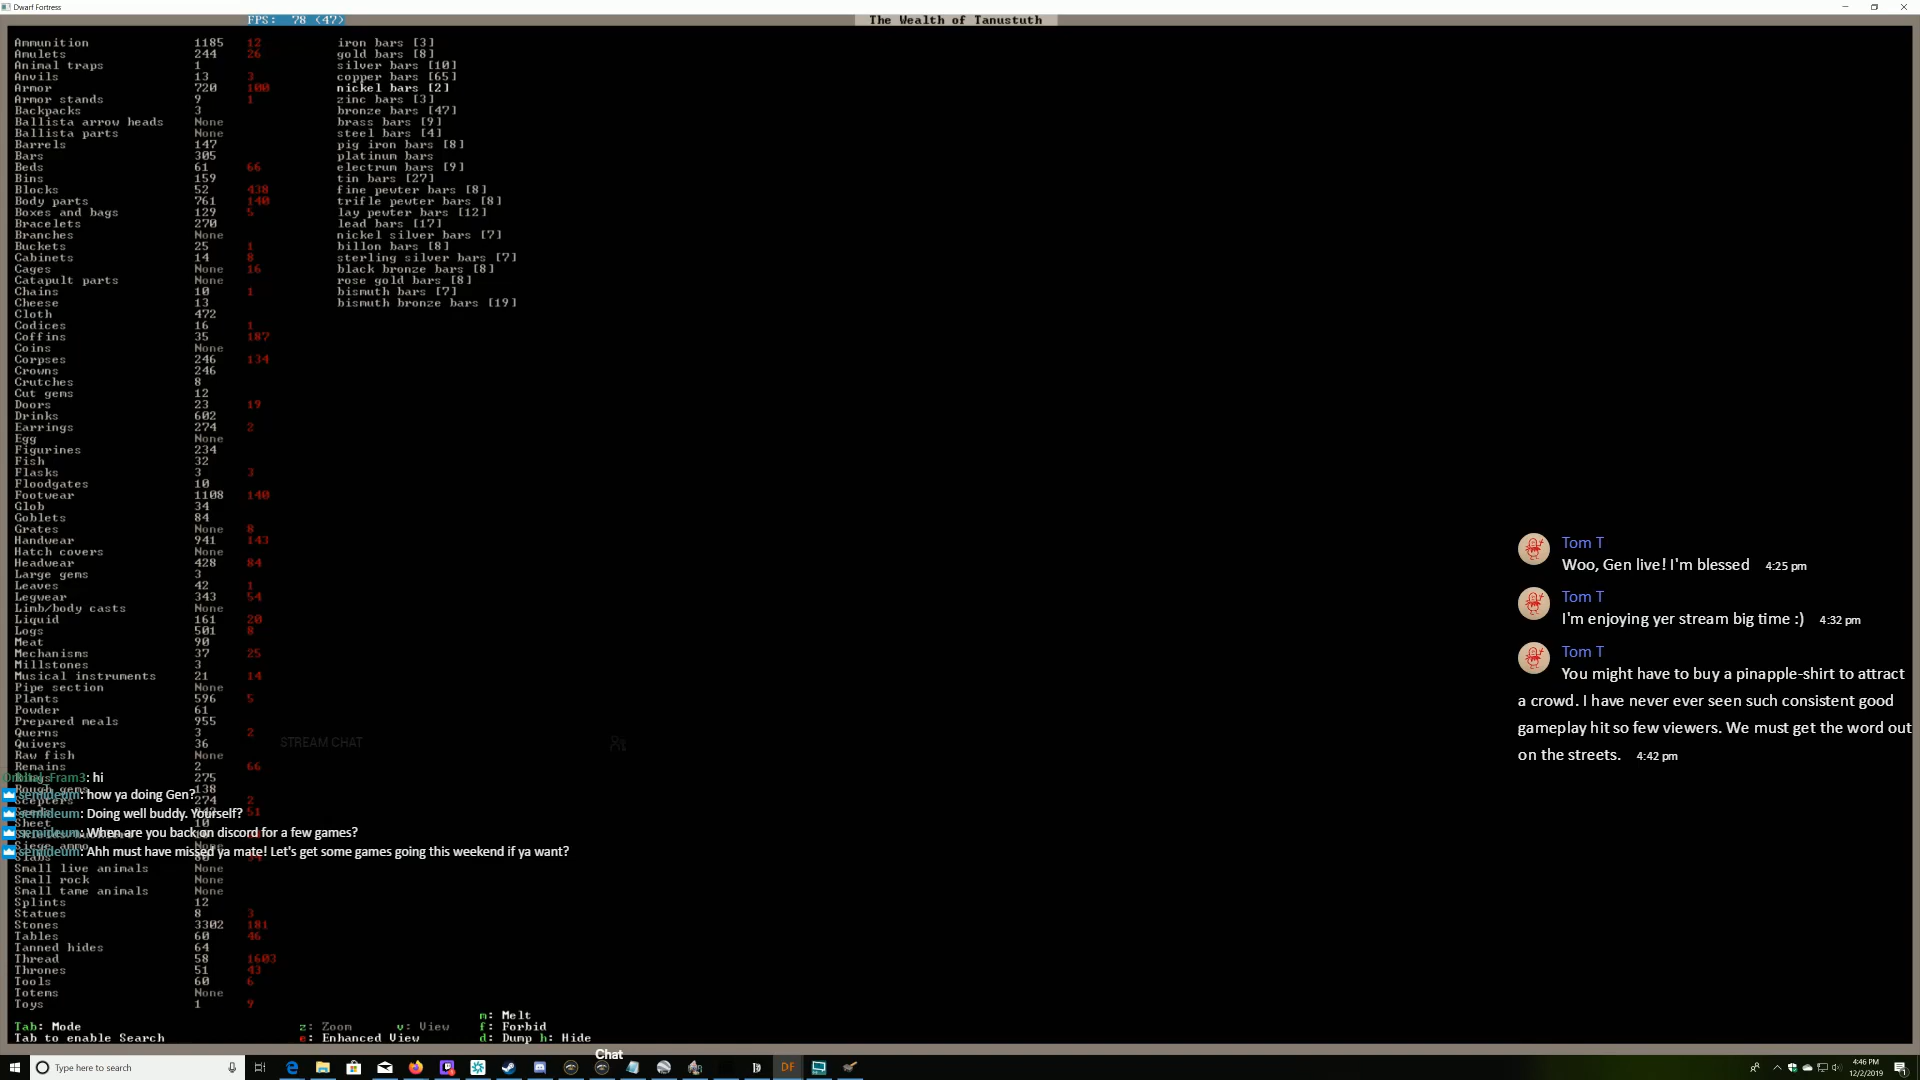 Dwarf Fortress
FPS: 78 (47)
The Wealth of Tanustuth
Ammunition 1185 12
Amulets 244 26
Animal traps 1
Anvils 13 3
Armor 720 100
Armor stands 9 1
Backpacks 3
Ballista arrow heads None
Ballista parts None
Barrels 147
Bars 305
Beds 61 66
Bins 159
Blocks 52 438
Body parts 761 140
Boxes and bags 129 5
Bracelets 270
Branches None
Buckets 25 1
Cabinets 14 8
Cages None 16
Catapult parts None
Chains 10 1
Cheese 13
Cloth 472
Codices 16 1
Coffins 35 187
Coins None
Corpses 246 134
Crowns 246
Crutches 8
Cut gems 12
Doors 23 19
Drinks 602
Earrings 274 2
Egg None
Figurines 234
Fish 32
Flasks 3 3
Floodgates 10
Footwear 1108 140
Glob 34
Goblets 84
Grates None 8
Handwear 941 143
Hatch covers None
Headwear 428 84
Large gems 3
Leaves 42 1
Legwear 343 54
Limb/body casts None
Liquid 161 20
Logs 501 8
Meat 90
Mechanisms 37 25
Millstones 3
Musical instruments 21 14
Pipe section None
Plants 596 5
Powder 61
Prepared meals 955
Querns 3 2
Quivers 36
Raw fish None
Remains 2 66
275
Rough gems 138
Scepters 274 2
51
Sheet 10
Siege ammo None
Slabs
Small live animals None
Small rock None
Small tame animals None
Splints 12
Statues 8 3
Stones 3302 181
Tables 60 46
Tanned hides 64
Thread 58 1603
Thrones 51 43
Tools 60 6
Totems None
Toys 1 9
iron bars [3]
gold bars [8]
silver bars [10]
copper bars [65]
nickel bars [2]
zinc bars [3]
bronze bars [47]
brass bars [9]
steel bars [4]
pig iron bars [8]
platinum bars
electrum bars [9]
tin bars [27]
fine pewter bars [8]
trifle pewter bars [8]
lay pewter bars [12]
lead bars [17]
nickel silver bars [7]
billon bars [8]
sterling silver bars [7]
black bronze bars [8]
rose gold bars [8]
bismuth bars [7]
bismuth bronze bars [19]
STREAM CHAT
hi
semideum: how ya doing Gen?
semideum: Doing well buddy. Yourself?
semideum: When are you back on discord for a few games?
semideum: Ahh must have missed ya mate! Let's get some games going this weekend if ya want?
Tom T
Woo, Gen live! I'm blessed 4:25 pm
Tom T
I'm enjoying yer stream big time :) 4:32 pm
Tom T
You might have to buy a pinapple-shirt to attract
a crowd. I have never ever seen such consistent good
gameplay hit so few viewers. We must get the word out
on the streets. 4:42 pm
m: Melt
Tab: Mode z: Zoom v: View f: Forbid
Tab to enable Search e: Enhanced View d: Dump h: Hide
Chat
Type here to search
DF
4:46 PM
12/2/2019